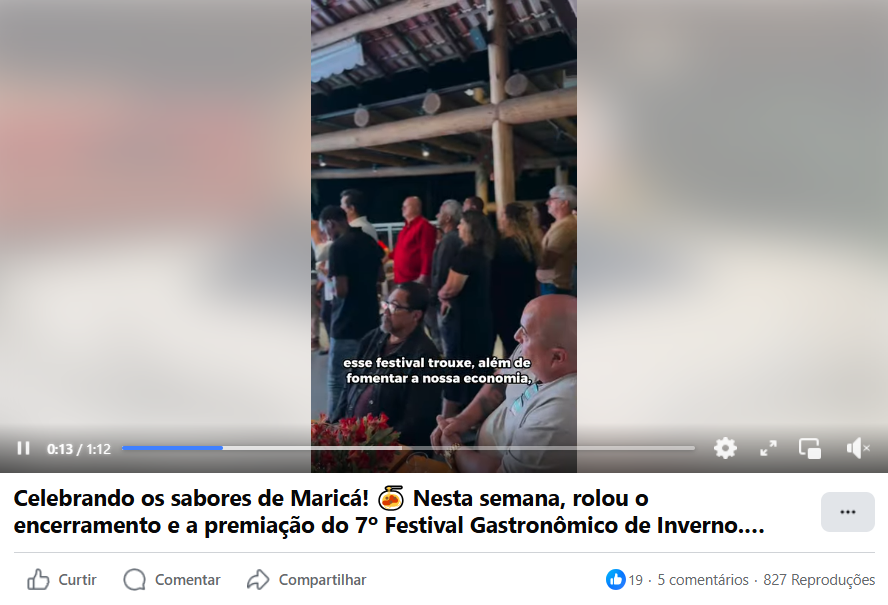 esse festival trouxe, além de
fomentar a nossa economia,
0:13 / 1:12
Celebrando os sabores de Maricá! 🍲 Nesta semana, rolou o
encerramento e a premiação do 7º Festival Gastronômico de Inverno....
Curtir Comentar Compartilhar 19 · 5 comentários · 827 Reproduções